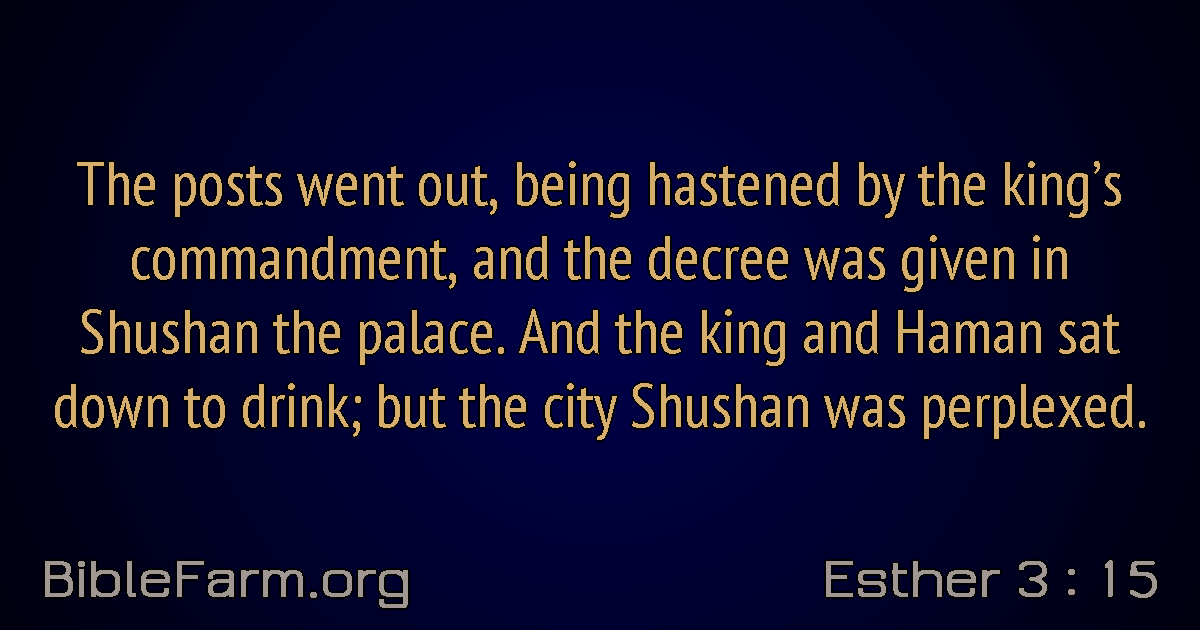 The posts went out, being hastened by the king’s
commandment, and the decree was given in
Shushan the palace. And the king and Haman sat
down to drink; but the city Shushan was perplexed.
BibleFarm.org
Esther 3 : 15